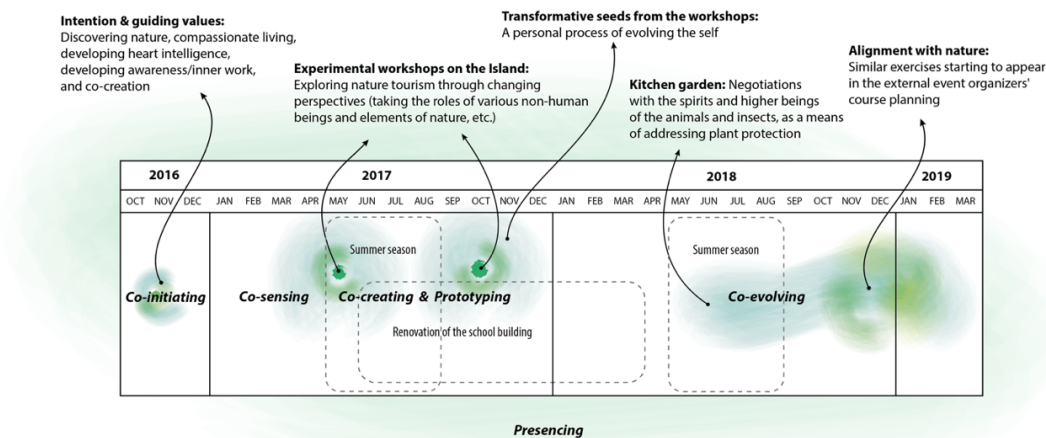 Intention & guiding values:
Discovering nature, compassionate living,
developing heart intelligence,
developing awareness/inner work,
and co-creation
Experimental workshops on the Island:
Exploring nature tourism through changing
perspectives (taking the roles of various non-human
beings and elements of nature, etc.)
Transformative seeds from the workshops:
A personal process of evolving the self
Kitchen garden: Negotiations
with the spirits and higher beings
of the animals and insects, as a means
of addressing plant protection
Alignment with nature:
Similar exercises starting to appear
in the external event organizers'
course planning
2016 2017 2018 2019
OCT NOV DEC JAN FEB MAR APR MAY JUN JUL AUG SEP OCT NOV DEC JAN FEB MAR APR MAY JUN JUL AUG SEP OCT NOV DEC JAN FEB MAR
Summer season Summer season
Co-initiating Co-sensing Co-creating & Prototyping Co-evolving
Renovation of the school building
Presencing